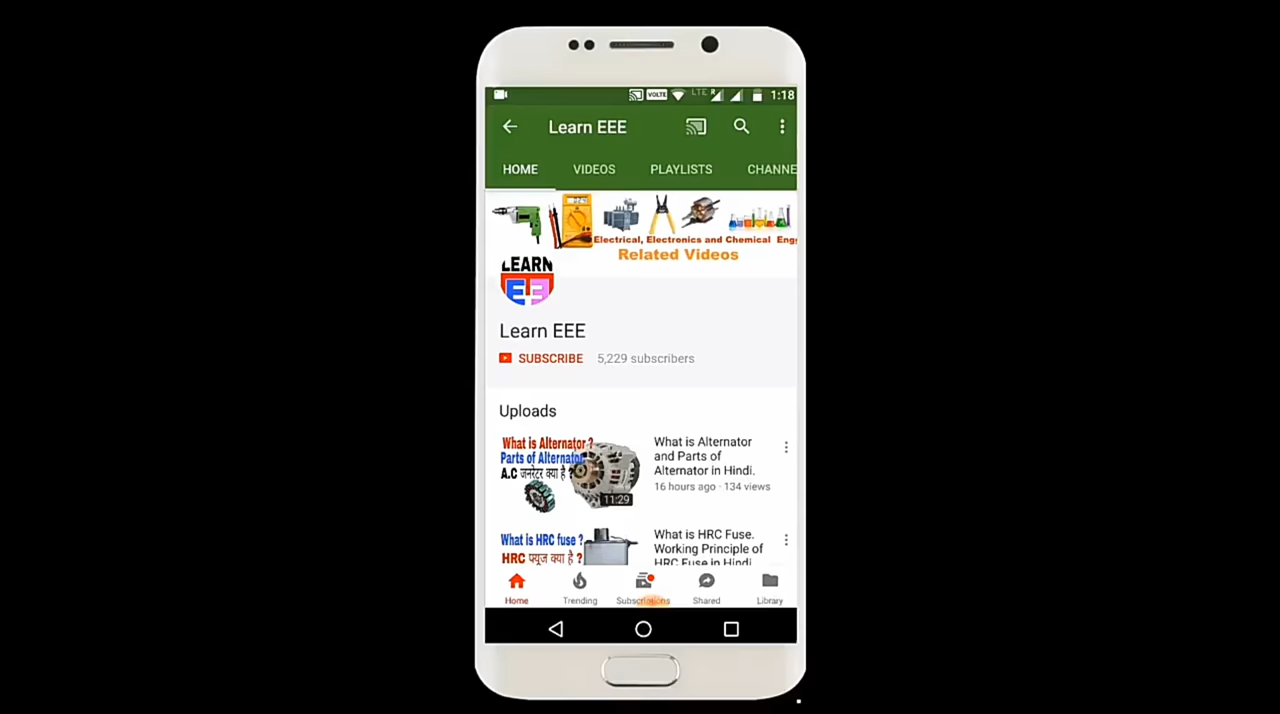 VOLTE LTE R 1:18
Learn EEE
HOME VIDEOS PLAYLISTS CHANNE
Electrical, Electronics and Chemical Engg
Related Videos
LEARN
EE
Learn EEE
SUBSCRIBE 5,229 subscribers
Uploads
What is Alternator ?
Parts of Alternator
A.C जनरेटर क्या है ?
11:29
What is Alternator
and Parts of
Alternator in Hindi.
16 hours ago · 134 views
What is HRC fuse ?
HRC फ्यूज क्या है ?
What is HRC Fuse.
Working Principle of
HRC Fuse in Hindi
Home Trending Subscriptions Shared Library